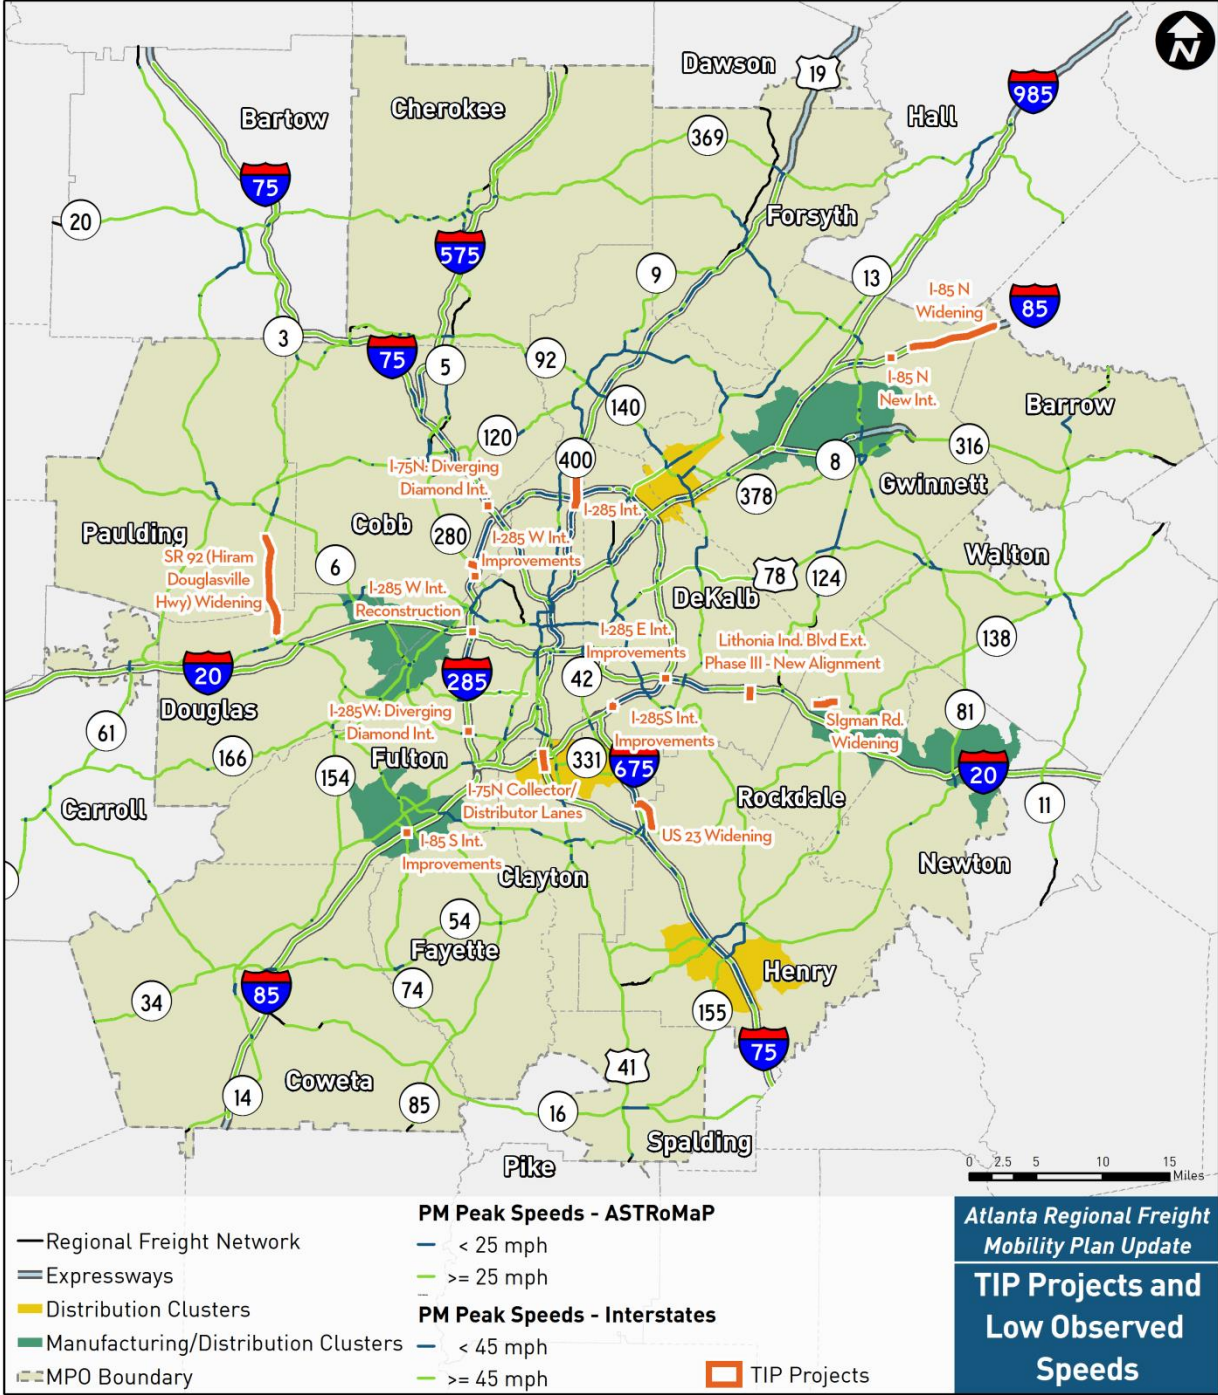 N
Dawson
19
985
Hall
Bartow
Cherokee
369
75
20
Forsyth
575
9
13
I-85 N
Widening
85
3
75
5
92
I-85 N
New Int.
Barrow
140
120
400
8
316
I-75N: Diverging
Diamond Int.
378
Gwinnett
I-285 Int.
Cobb
280
Paulding
I-285 W Int.
Improvements
Walton
SR 92 (Hiram
Douglasville
Hwy) Widening
6
78
124
I-285 W Int.
Reconstruction
DeKalb
I-285 E Int.
Improvements
Lithonia Ind. Blvd Ext.
Phase III - New Alignment
138
20
285
42
Douglas
61
I-285W: Diverging
Diamond Int.
I-285S Int.
Improvements
SIgman Rd.
Widening
81
166
154
Fulton
331
675
20
Carroll
I-75N Collector/
Distributor Lanes
Rockdale
11
I-85 S Int.
Improvements
US 23 Widening
Newton
Clayton
54
Fayette
Henry
34
85
74
155
75
41
Coweta
14
85
16
Spalding
Pike
0 2.5 5 10 15
Miles
Regional Freight Network
Expressways
Distribution Clusters
Manufacturing/Distribution Clusters
MPO Boundary
PM Peak Speeds - ASTRoMaP
< 25 mph
>= 25 mph
PM Peak Speeds - Interstates
< 45 mph
>= 45 mph
TIP Projects
Atlanta Regional Freight
Mobility Plan Update
TIP Projects and
Low Observed
Speeds